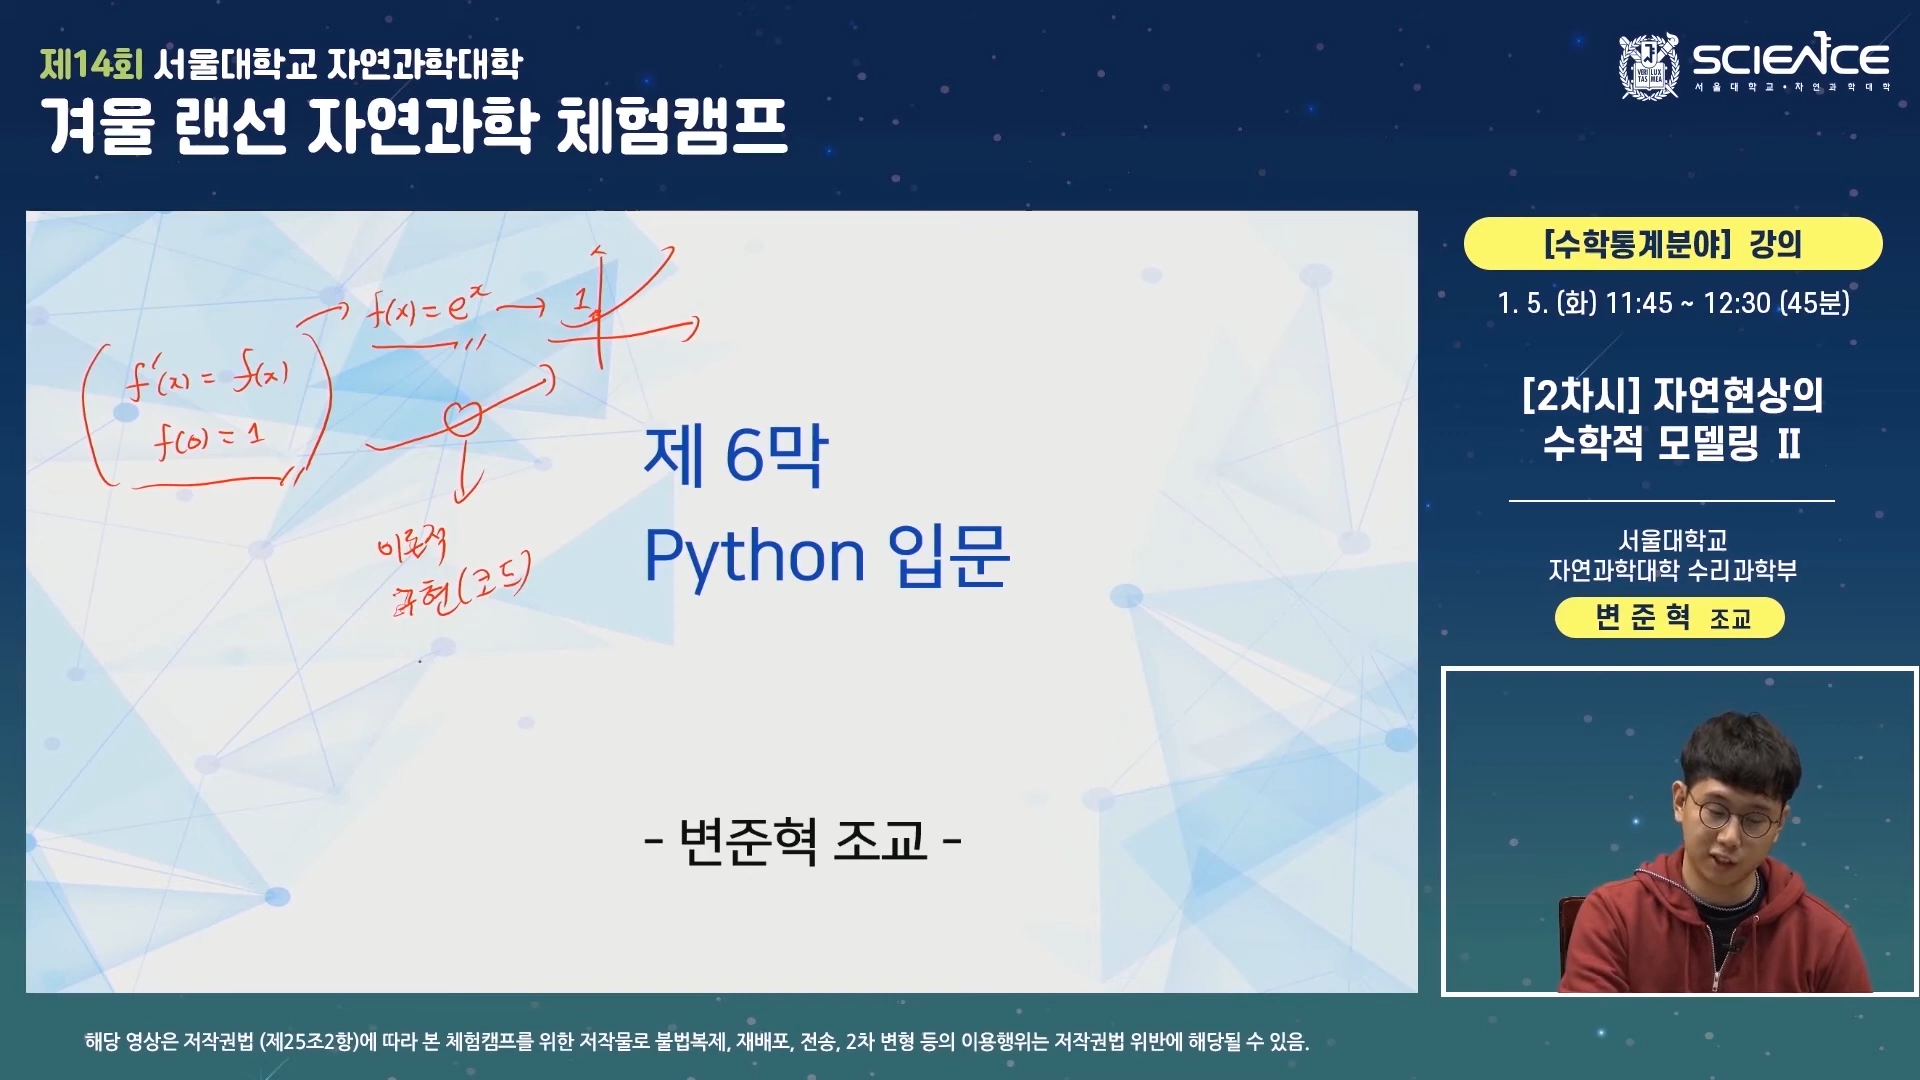 제14회 서울대학교 자연과학대학
겨울 랜선 자연과학 체험캠프
SCIENCE
서울대학교•자연과학대학
VERI LUX
TAS MEA
f'(x) = f(x)
f(0) = 1
f(x) = e^x
1
이론적
구현(코드)
제 6막
Python 입문
- 변준혁 조교 -
[수학통계분야] 강의
1. 5. (화) 11:45 ~ 12:30 (45분)
[2차시] 자연현상의
수학적 모델링 II
서울대학교
자연과학대학 수리과학부
변준혁 조교
해당 영상은 저작권법 (제25조2항)에 따라 본 체험캠프를 위한 저작물로 불법복제, 재배포, 전송, 2차 변형 등의 이용행위는 저작권법 위반에 해당될 수 있음.